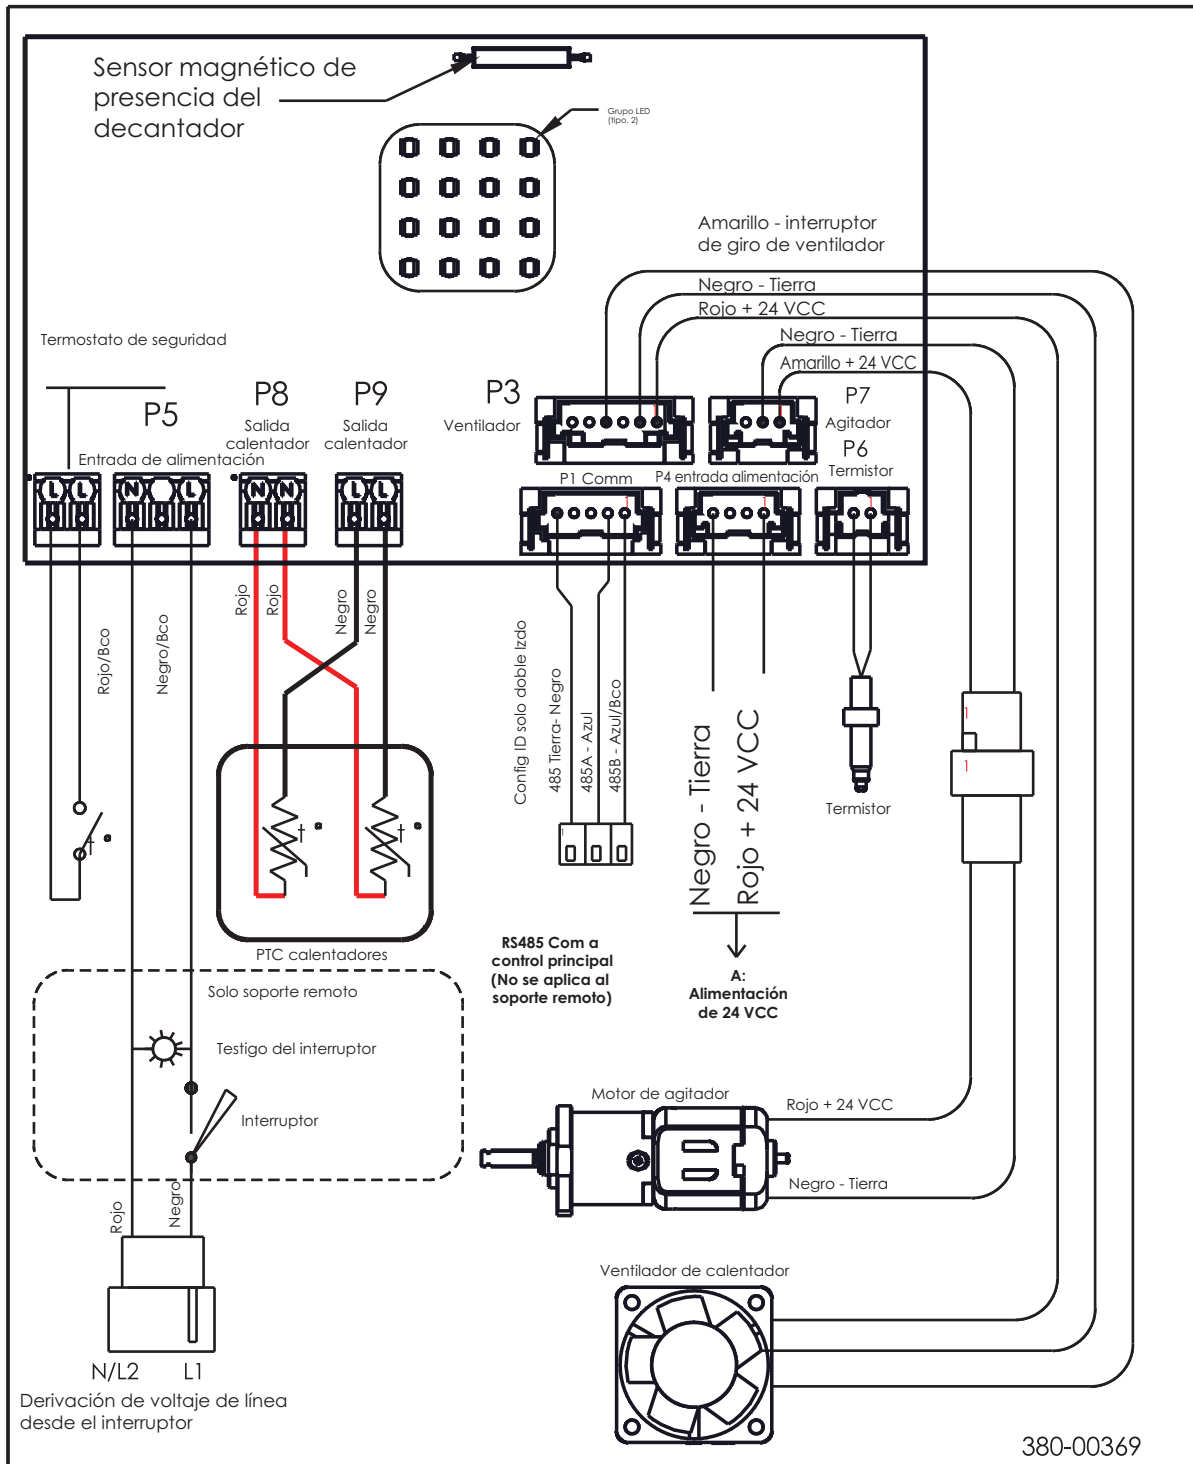 Sensor magnético de
presencia del
decantador
Grupo LED
(tipo. 2)
Amarillo - interruptor
de giro de ventilador
Negro - Tierra
Rojo + 24 VCC
Negro - Tierra
Amarillo + 24 VCC
Termostato de seguridad
P5
Entrada de alimentación
P8
Salida
calentador
P9
Salida
calentador
P3
Ventilador
P7
Agitador
P6
Termistor
P1 Comm
P4 entrada alimentación
L L
N L
N N
L L
1
1
1
Rojo/Bco
Negro/Bco
Rojo
Rojo
Negro
Negro
Config ID solo doble Izdo
485 Tierra- Negro
485A - Azul
485B - Azul/Bco
1
Negro - Tierra
Rojo + 24 VCC
Termistor
1
1
†
†
†
PTC calentadores
RS485 Com a
control principal
(No se aplica al
soporte remoto)
A:
Alimentación
de 24 VCC
Solo soporte remoto
Testigo del interruptor
Interruptor
Rojo
Negro
Motor de agitador
Rojo + 24 VCC
Negro - Tierra
Ventilador de calentador
N/L2
L1
Derivación de voltaje de línea
desde el interruptor
380-00369